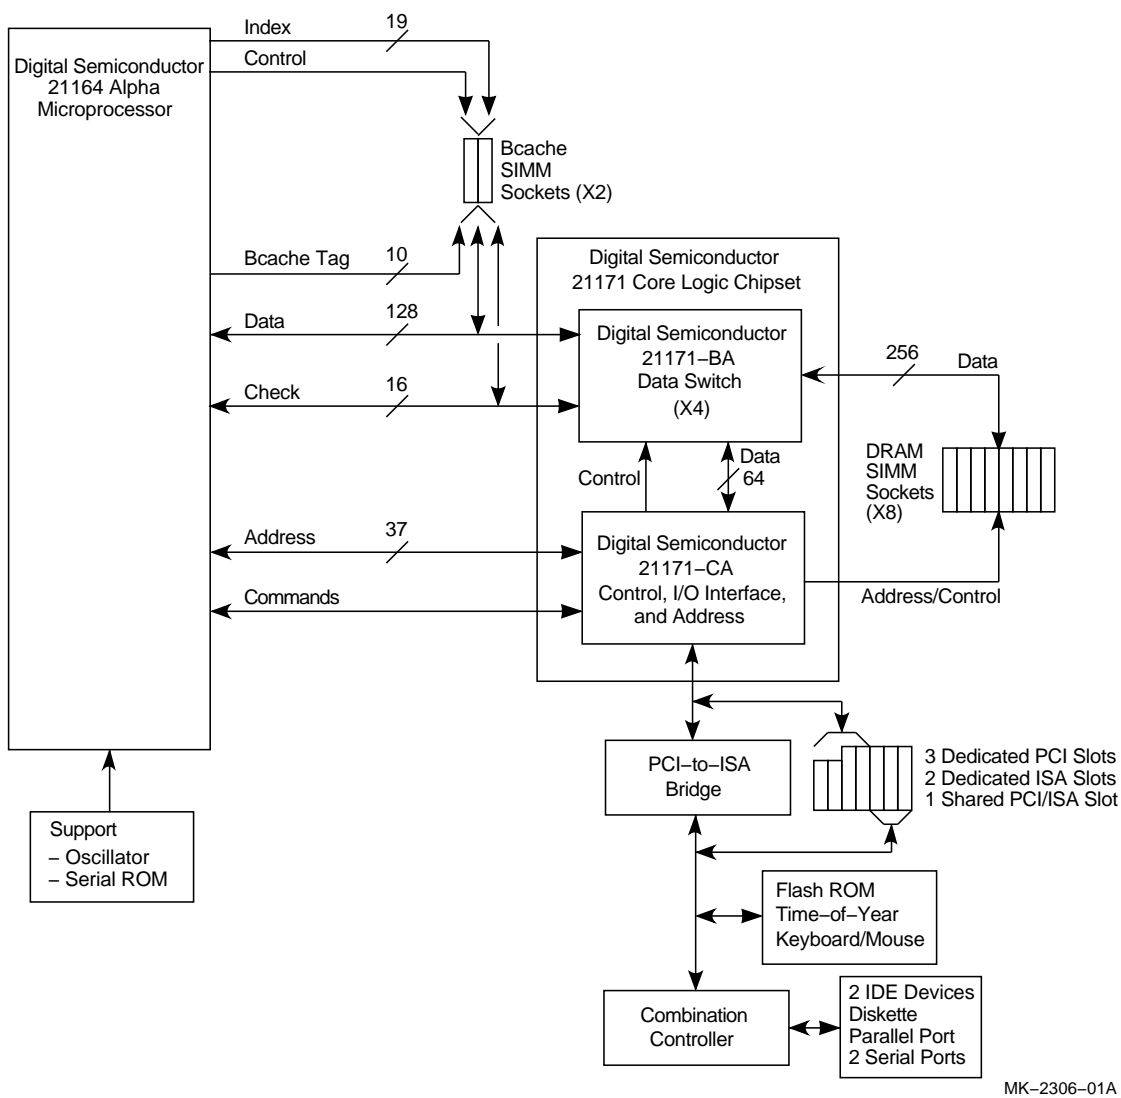 Index
19
Control
Digital Semiconductor
21164 Alpha
Microprocessor
Bcache
SIMM
Sockets (X2)
Bcache Tag
10
Digital Semiconductor
21171 Core Logic Chipset
Data
128
Digital Semiconductor
21171–BA
Data Switch
(X4)
256
Data
Check
16
Control
Data
64
DRAM
SIMM
Sockets
(X8)
Address
37
Digital Semiconductor
21171–CA
Control, I/O Interface,
and Address
Commands
Address/Control
PCI–to–ISA
Bridge
3 Dedicated PCI Slots
2 Dedicated ISA Slots
1 Shared PCI/ISA Slot
Support
– Oscillator
– Serial ROM
Flash ROM
Time–of–Year
Keyboard/Mouse
Combination
Controller
2 IDE Devices
Diskette
Parallel Port
2 Serial Ports
MK–2306–01A